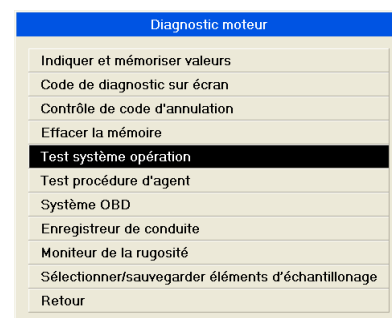 Diagnostic moteur
Indiquer et mémoriser valeurs
Code de diagnostic sur écran
Contrôle de code d'annulation
Effacer la mémoire
Test système opération
Test procédure d'agent
Système OBD
Enregistreur de conduite
Moniteur de la rugosité
Sélectionner/sauvegarder éléments d'échantillonage
Retour